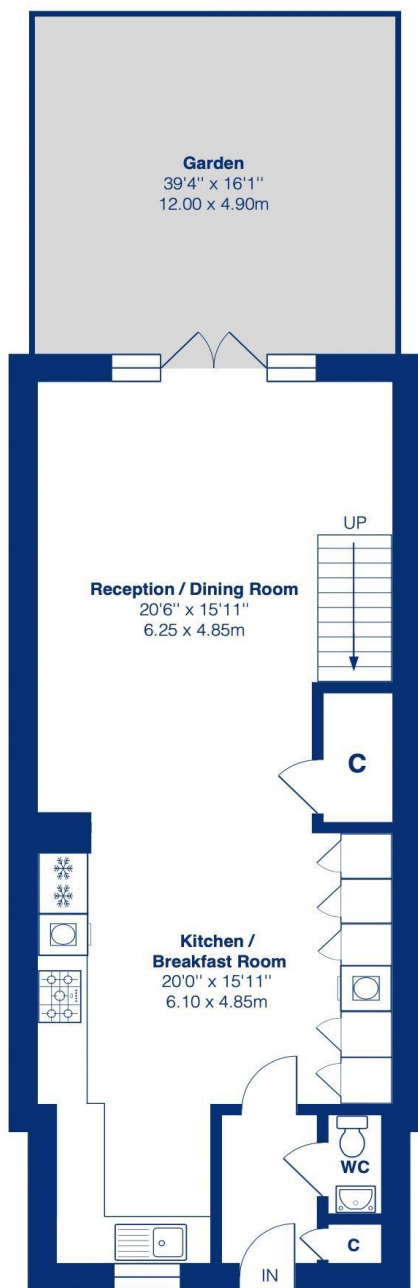 Garden
39'4'' x 16'1''
12.00 x 4.90m
UP
Reception / Dining Room
20'6'' x 15'11''
6.25 x 4.85m
C
Kitchen /
Breakfast Room
20'0'' x 15'11''
6.10 x 4.85m
WC
C
IN